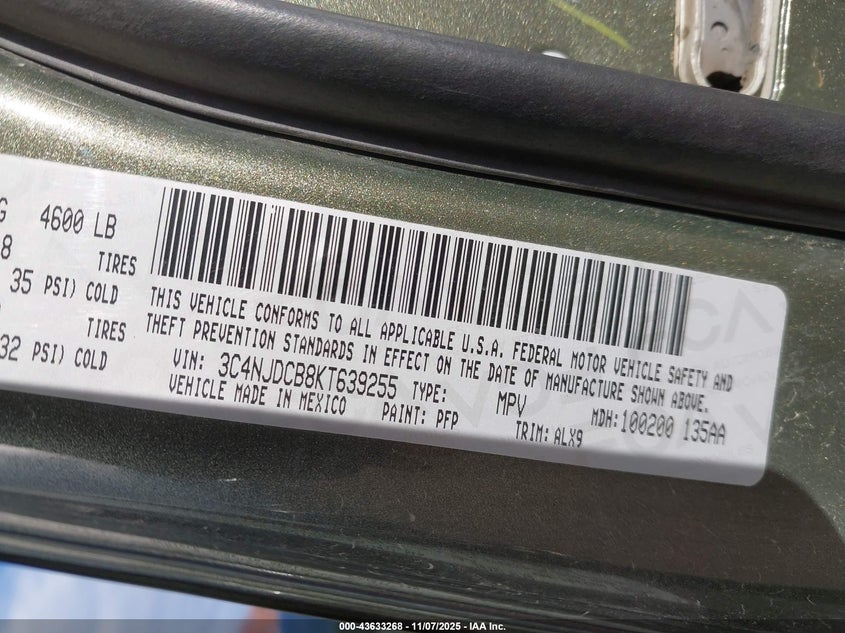 G 4600 LB
8 TIRES
35 PSI) COLD
TIRES
32 PSI) COLD
THIS VEHICLE CONFORMS TO ALL APPLICABLE U.S.A. FEDERAL MOTOR VEHICLE SAFETY AND
THEFT PREVENTION STANDARDS IN EFFECT ON THE DATE OF MANUFACTURE SHOWN ABOVE.
VIN: 3C4NJDCB8KT639255 TYPE: MPV MDH:100200 135AA
VEHICLE MADE IN MEXICO PAINT: PFP TRIM:ALX9
000-43633268 - 11/07/2025 - IAA Inc.